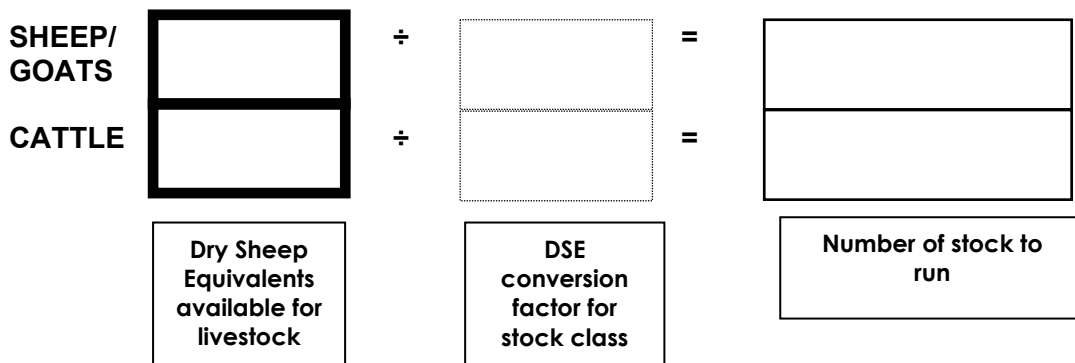 SHEEP/
GOATS
÷
=
CATTLE
÷
=
Dry Sheep
Equivalents
available for
livestock
DSE
conversion
factor for
stock class
Number of stock to
run